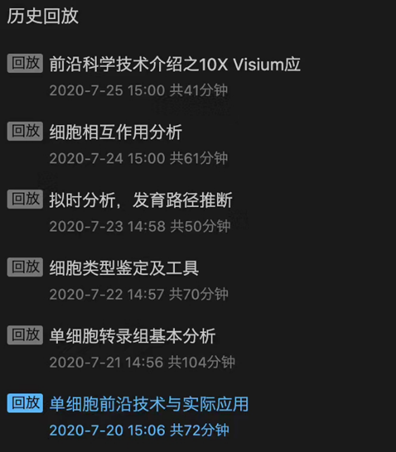 历史回放
回放 前沿科学技术介绍之10X Visium应
2020-7-25 15:00 共41分钟
回放 细胞相互作用分析
2020-7-24 15:00 共61分钟
回放 拟时分析，发育路径推断
2020-7-23 14:58 共50分钟
回放 细胞类型鉴定及工具
2020-7-22 14:57 共70分钟
回放 单细胞转录组基本分析
2020-7-21 14:56 共104分钟
回放 单细胞前沿技术与实际应用
2020-7-20 15:06 共72分钟